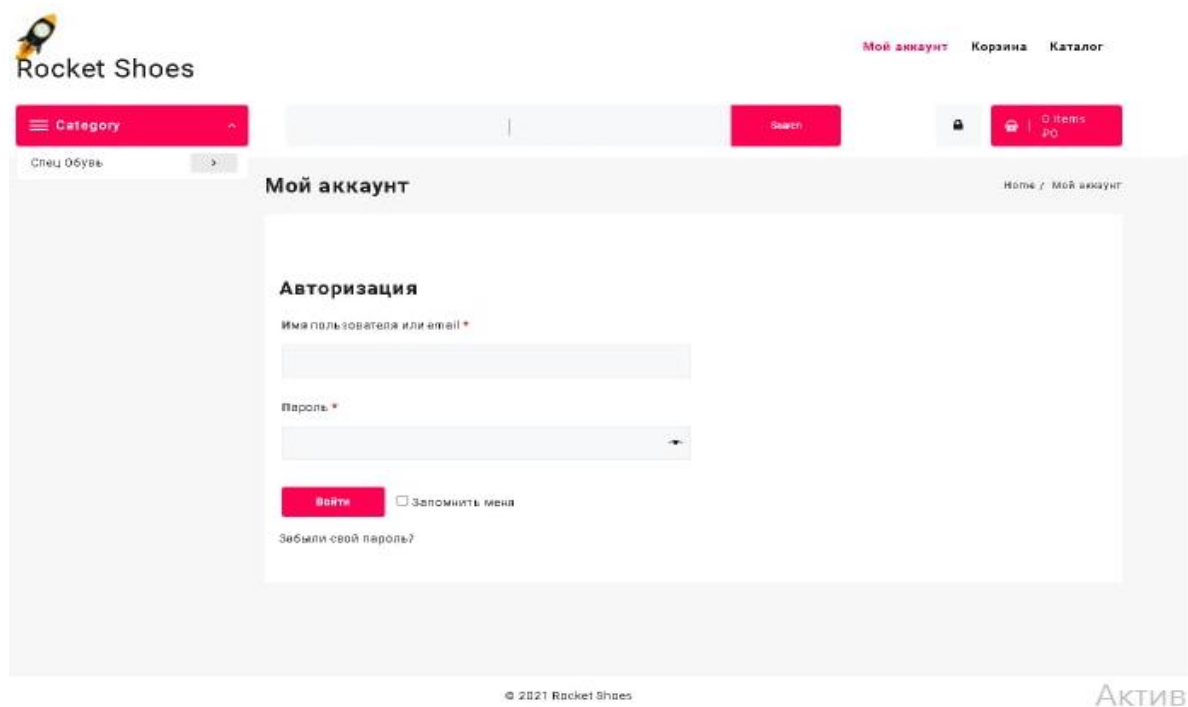 Rocket Shoes
Мой аккаунт Корзина Каталог
Category
Search
0 items
₽0
Спец Обувь
Мой аккаунт
Home / Мой аккаунт
Авторизация
Имя пользователя или email *
Пароль *
Войти
Запомнить меня
Забыли свой пароль?
© 2021 Rocket Shoes
Актив